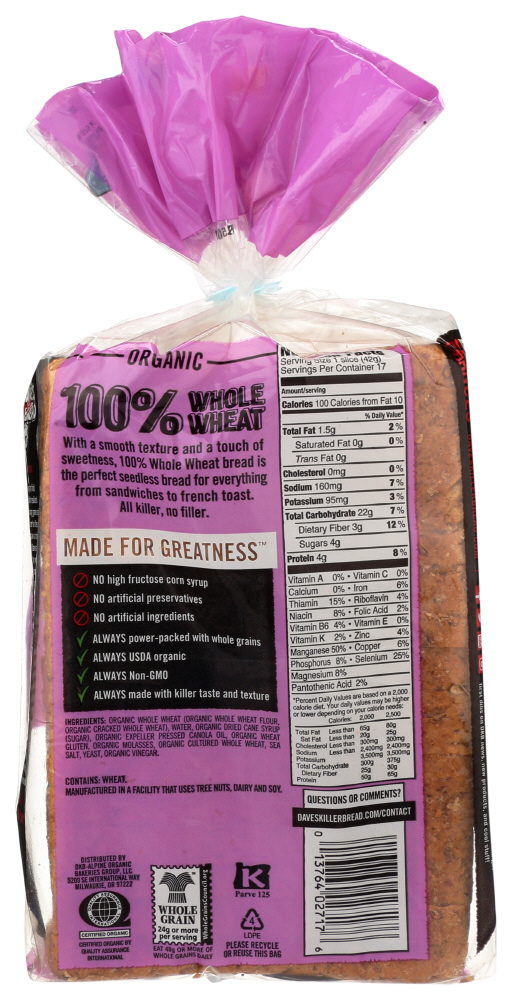 ORGANIC
100% WHOLE
WHEAT
With a smooth texture and a touch of
sweetness, 100% Whole Wheat bread is
the perfect seedless bread for everything
from sandwiches to french toast.
All killer, no filler.
MADE FOR GREATNESS™
NO high fructose corn syrup
NO artificial preservatives
NO artificial ingredients
ALWAYS power-packed with whole grains
ALWAYS USDA organic
ALWAYS Non-GMO
ALWAYS made with killer taste and texture
INGREDIENTS: ORGANIC WHOLE WHEAT (ORGANIC WHOLE WHEAT FLOUR,
ORGANIC CRACKED WHOLE WHEAT), WATER, ORGANIC DRIED CANE SYRUP
(SUGAR), ORGANIC EXPELLER PRESSED CANOLA OIL, ORGANIC WHEAT
GLUTEN, ORGANIC MOLASSES, ORGANIC CULTURED WHOLE WHEAT, SEA
SALT, YEAST, ORGANIC VINEGAR.
CONTAINS: WHEAT.
MANUFACTURED IN A FACILITY THAT USES TREE NUTS, DAIRY AND SOY.
DISTRIBUTED BY
DKB-ALPINE ORGANIC
BAKERIES GROUP, LLC
5209 SE INTERNATIONAL WAY
MILWAUKIE, OR 97222
CERTIFIED ORGANIC
CERTIFIED ORGANIC BY
QUALITY ASSURANCE
INTERNATIONAL
WHOLE
GRAIN
24g or more
per serving
WholeGrainsCouncil.org
EAT 48g OR MORE OF
WHOLE GRAINS DAILY
K
Parve 125
4
LDPE
PLEASE RECYCLE
OR REUSE THIS BAG
Serving Size 1 slice (42g)
Servings Per Container 17
Amount/serving
Calories 100 Calories from Fat 10
% Daily Value*
Total Fat 1.5g 2%
Saturated Fat 0g 0%
Trans Fat 0g
Cholesterol 0mg 0%
Sodium 160mg 7%
Potassium 95mg 3%
Total Carbohydrate 22g 7%
Dietary Fiber 3g 12%
Sugars 4g
Protein 4g 8%
Vitamin A 0% • Vitamin C 0%
Calcium 0% • Iron 6%
Thiamin 15% • Riboflavin 4%
Niacin 8% • Folic Acid 2%
Vitamin B6 4% • Vitamin E 0%
Vitamin K 2% • Zinc 4%
Manganese 50% • Copper 6%
Phosphorus 8% • Selenium 25%
Magnesium 8%
Pantothenic Acid 2%
*Percent Daily Values are based on a 2,000
calorie diet. Your daily values may be higher
or lower depending on your calorie needs:
Calories: 2,000 2,500
Total Fat Less than 65g 80g
Sat Fat Less than 20g 25g
Cholesterol Less than 300mg 300mg
Sodium Less than 2,400mg 2,400mg
Potassium 3,500mg 3,500mg
Total Carbohydrate 300g 375g
Dietary Fiber 25g 30g
Protein 50g 65g
QUESTIONS OR COMMENTS?
DAVESKILLERBREAD.COM/CONTACT
0 13764 02717 6
news, new products, and cool stuff!